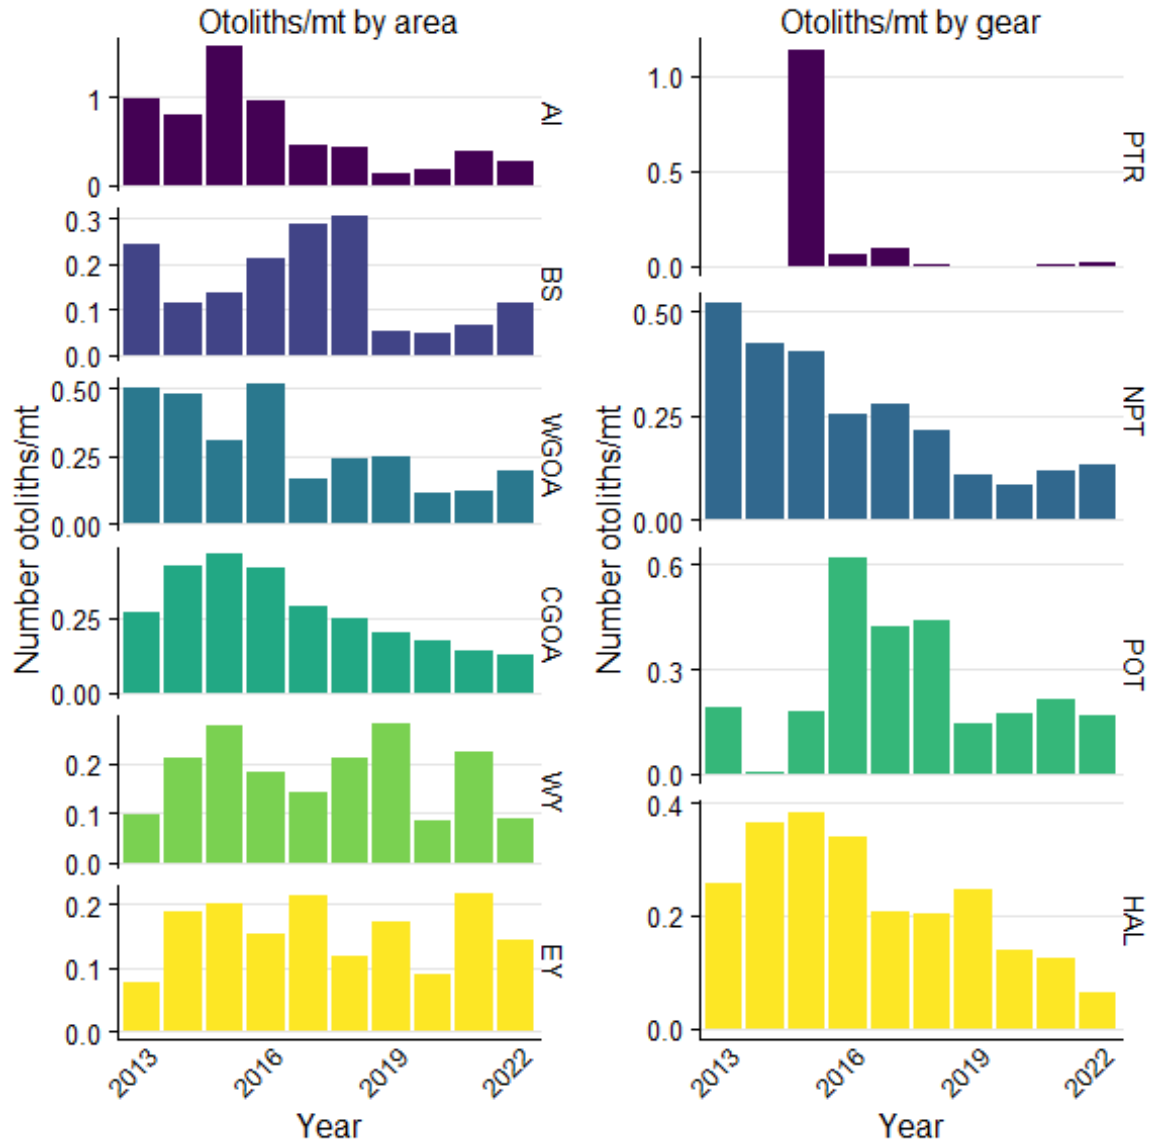 Otoliths/mt by area
Number otoliths/mt
1
0
AI
0.3
0.2
0.1
0.0
BS
0.50
0.25
0.00
WGOA
0.25
0.00
CGOA
0.2
0.1
0.0
WY
0.2
0.1
0.0
EY
2013
2016
2019
2022
Year
Otoliths/mt by gear
Number otoliths/mt
1.0
0.5
0.0
PTR
0.50
0.25
0.00
NPT
0.6
0.3
0.0
POT
0.4
0.2
0.0
HAL
2013
2016
2019
2022
Year